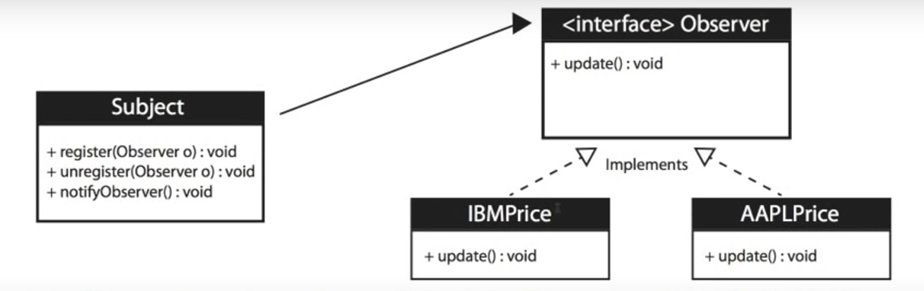 <interface> Observer
+ update() : void
Subject
+ register(Observer o) : void
+ unregister(Observer o) : void
+ notifyObserver() : void
Implements
IBMPrice
+ update() : void
AAPLPrice
+ update() : void